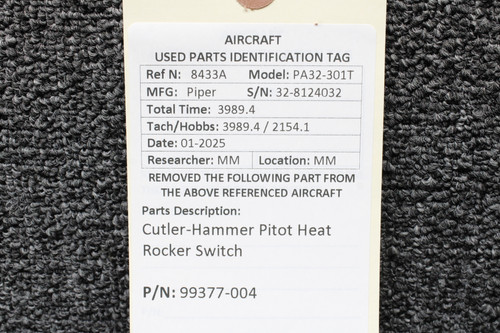 AIRCRAFT
USED PARTS IDENTIFICATION TAG
Ref N: 8433A Model: PA32-301T
MFG: Piper S/N: 32-8124032
Total Time: 3989.4
Tach/Hobbs: 3989.4 / 2154.1
Date: 01-2025
Researcher: MM Location: MM
REMOVED THE FOLLOWING PART FROM
THE ABOVE REFERENCED AIRCRAFT
Parts Description:
Cutler-Hammer Pitot Heat
Rocker Switch
P/N: 99377-004